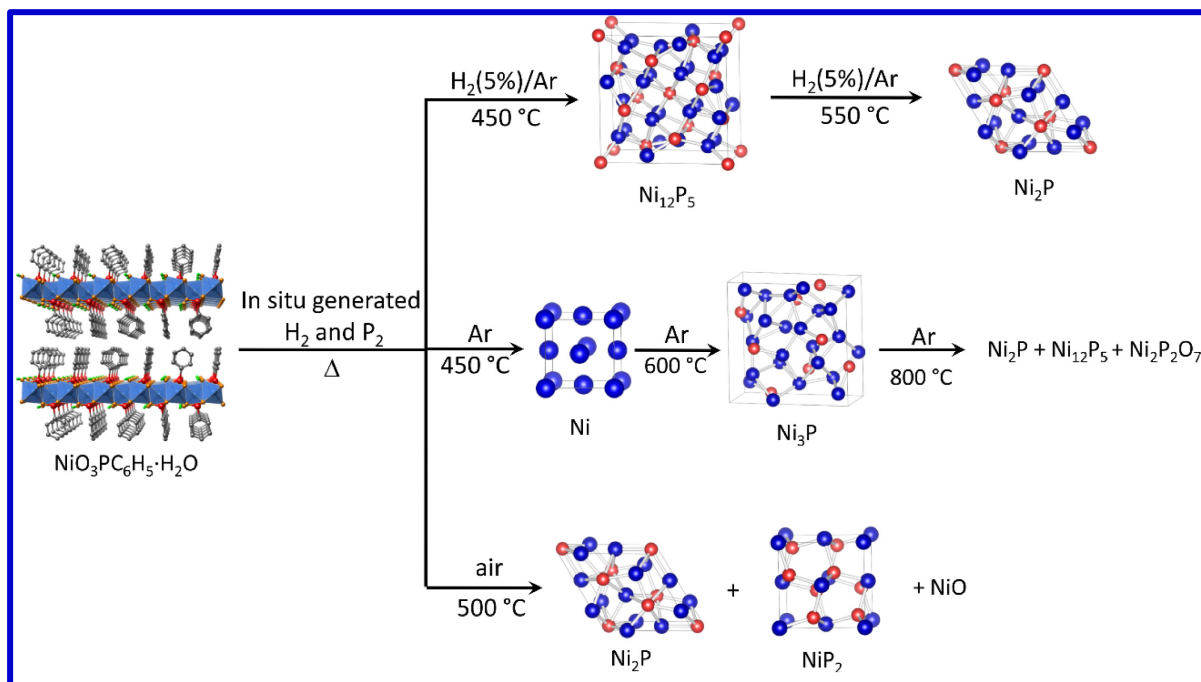 H₂(5%)/Ar
450 °C
Ni₁₂P₅
H₂(5%)/Ar
550 °C
Ni₂P
NiO₃PC₆H₅·H₂O
In situ generated
H₂ and P₂
Δ
Ar
450 °C
Ni
Ar
600 °C
Ni₃P
Ar
800 °C
Ni₂P + Ni₁₂P₅ + Ni₂P₂O₇
air
500 °C
Ni₂P
+
NiP₂
+ NiO